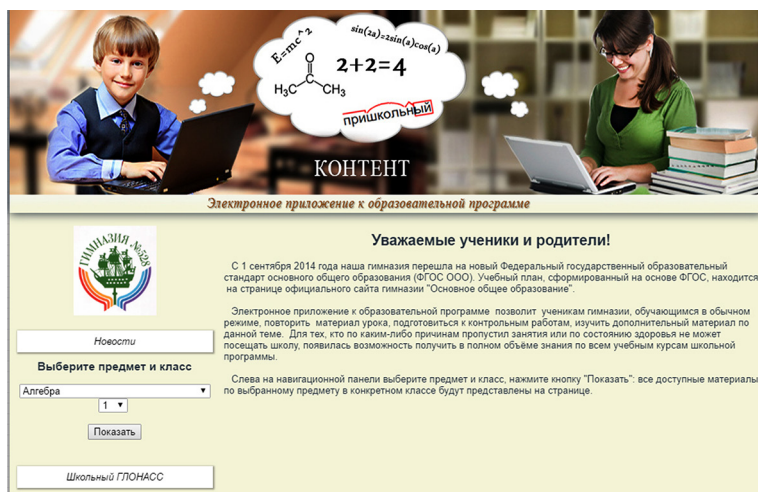 E=mc^2
sin(2a)=2sin(a)cos(a)
O
H₃C CH₃
2+2=4
пришкольный
КОНТЕНТ
Электронное приложение к образовательной программе
ГИМНАЗИЯ №528
Новости
Выберите предмет и класс
Алгебра
1
Показать
Школьный ГЛОНАСС
Уважаемые ученики и родители!
С 1 сентября 2014 года наша гимназия перешла на новый Федеральный государственный образовательный
стандарт основного общего образования (ФГОС ООО). Учебный план, сформированный на основе ФГОС, находится
на странице официального сайта гимназии "Основное общее образование".
Электронное приложение к образовательной программе позволит ученикам гимназии, обучающимся в обычном
режиме, повторить материал урока, подготовиться к контрольным работам, изучить дополнительный материал по
данной теме. Для тех, кто по каким-либо причинам пропустил занятия или по состоянию здоровья не может
посещать школу, появилась возможность получить в полном объёме знания по всем учебным курсам школьной
программы.
Слева на навигационной панели выберите предмет и класс, нажмите кнопку "Показать": все доступные материалы
по выбранному предмету в конкретном классе будут представлены на странице.